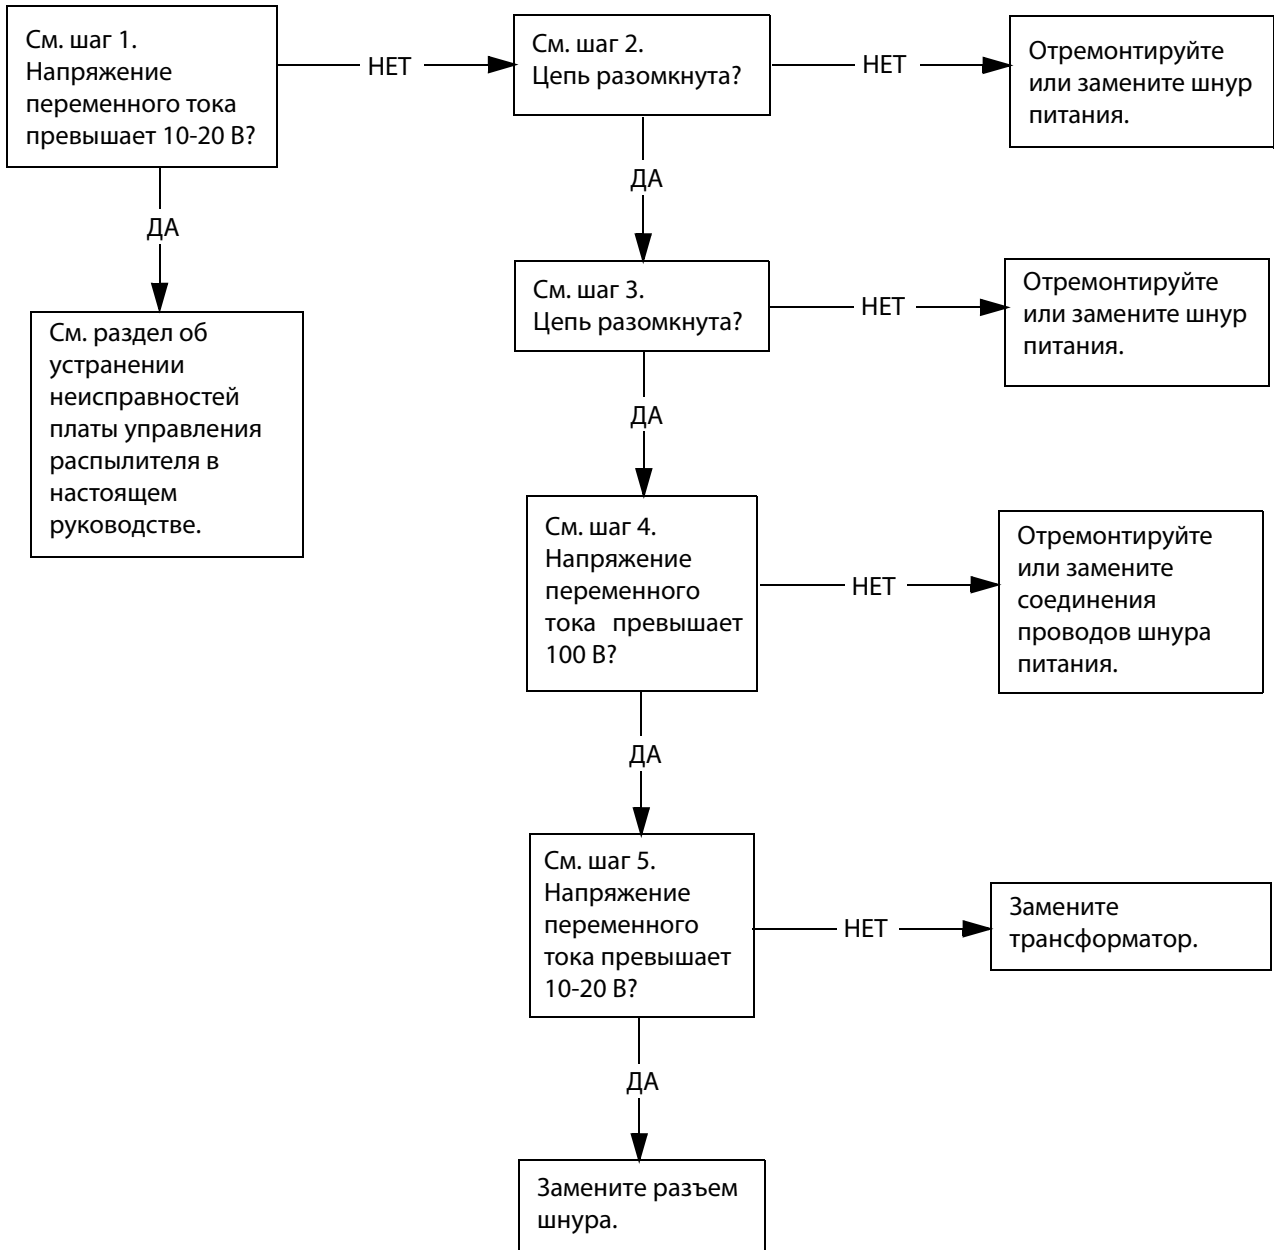 См. шаг 1.
Напряжение
переменного тока
превышает 10-20 В?
НЕТ
См. шаг 2.
Цепь разомкнута?
НЕТ
Отремонтируйте
или замените шнур
питания.
ДА
ДА
См. раздел об
устранении
неисправностей
платы управления
распылителя в
настоящем
руководстве.
См. шаг 3.
Цепь разомкнута?
НЕТ
Отремонтируйте
или замените шнур
питания.
ДА
См. шаг 4.
Напряжение
переменного
тока превышает
100 В?
НЕТ
Отремонтируйте
или замените
соединения
проводов шнура
питания.
ДА
См. шаг 5.
Напряжение
переменного
тока превышает
10-20 В?
НЕТ
Замените
трансформатор.
ДА
Замените разъем
шнура.